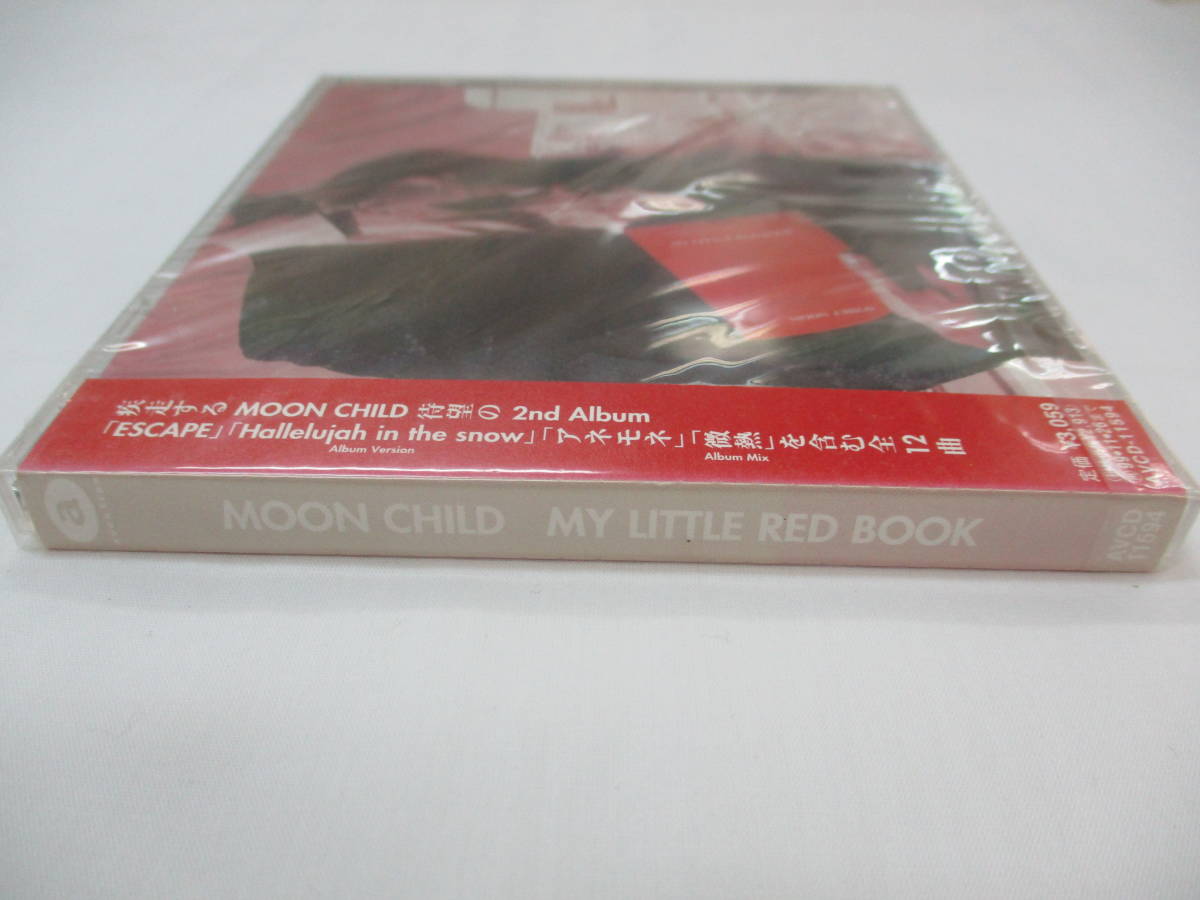 疾走する MOON CHILD 待望の 2nd Album
「ESCAPE」「Hallelujah in the snow」「アネモネ」「微熱」を含む全12曲
Album Version
Album Mix
定価 ¥3,059
AVCD-11594
a
MOON CHILD MY LITTLE RED BOOK
AVCD
11594